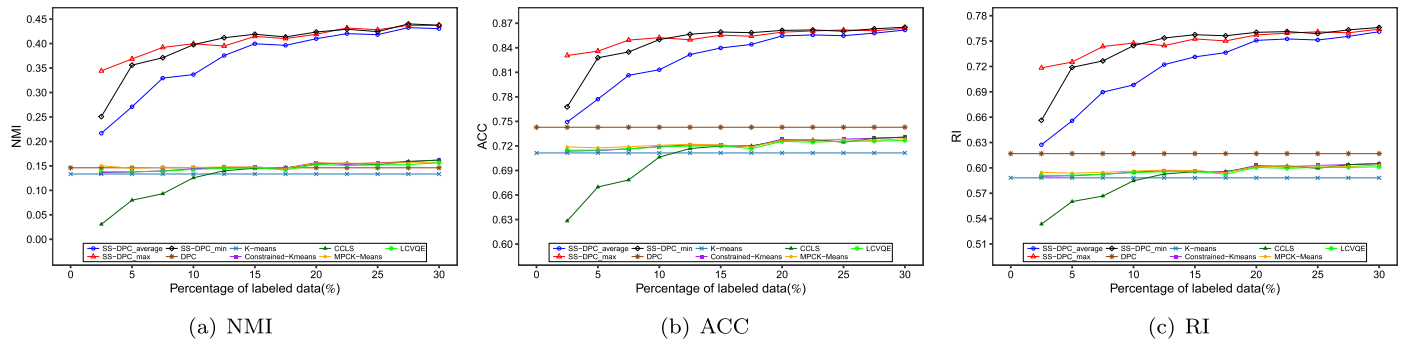 0.45
0.40
0.35
0.30
0.25
0.20
0.15
0.10
0.05
0.00
NMI
SS-DPC_average
SS-DPC_max
SS-DPC_min
DPC
K-means
Constrained-Kmeans
CCLS
MPCK-Means
LCVQE
0 5 10 15 20 25 30
Percentage of labeled data(%)
(a) NMI
0.87
0.84
0.81
0.78
0.75
0.72
0.69
0.66
0.63
0.60
ACC
SS-DPC_average
SS-DPC_max
SS-DPC_min
DPC
K-means
Constrained-Kmeans
CCLS
MPCK-Means
LCVQE
0 5 10 15 20 25 30
Percentage of labeled data(%)
(b) ACC
0.78
0.75
0.72
0.69
0.66
0.63
0.60
0.57
0.54
0.51
RI
SS-DPC_average
SS-DPC_max
SS-DPC_min
DPC
K-means
Constrained-Kmeans
CCLS
MPCK-Means
LCVQE
0 5 10 15 20 25 30
Percentage of labeled data(%)
(c) RI